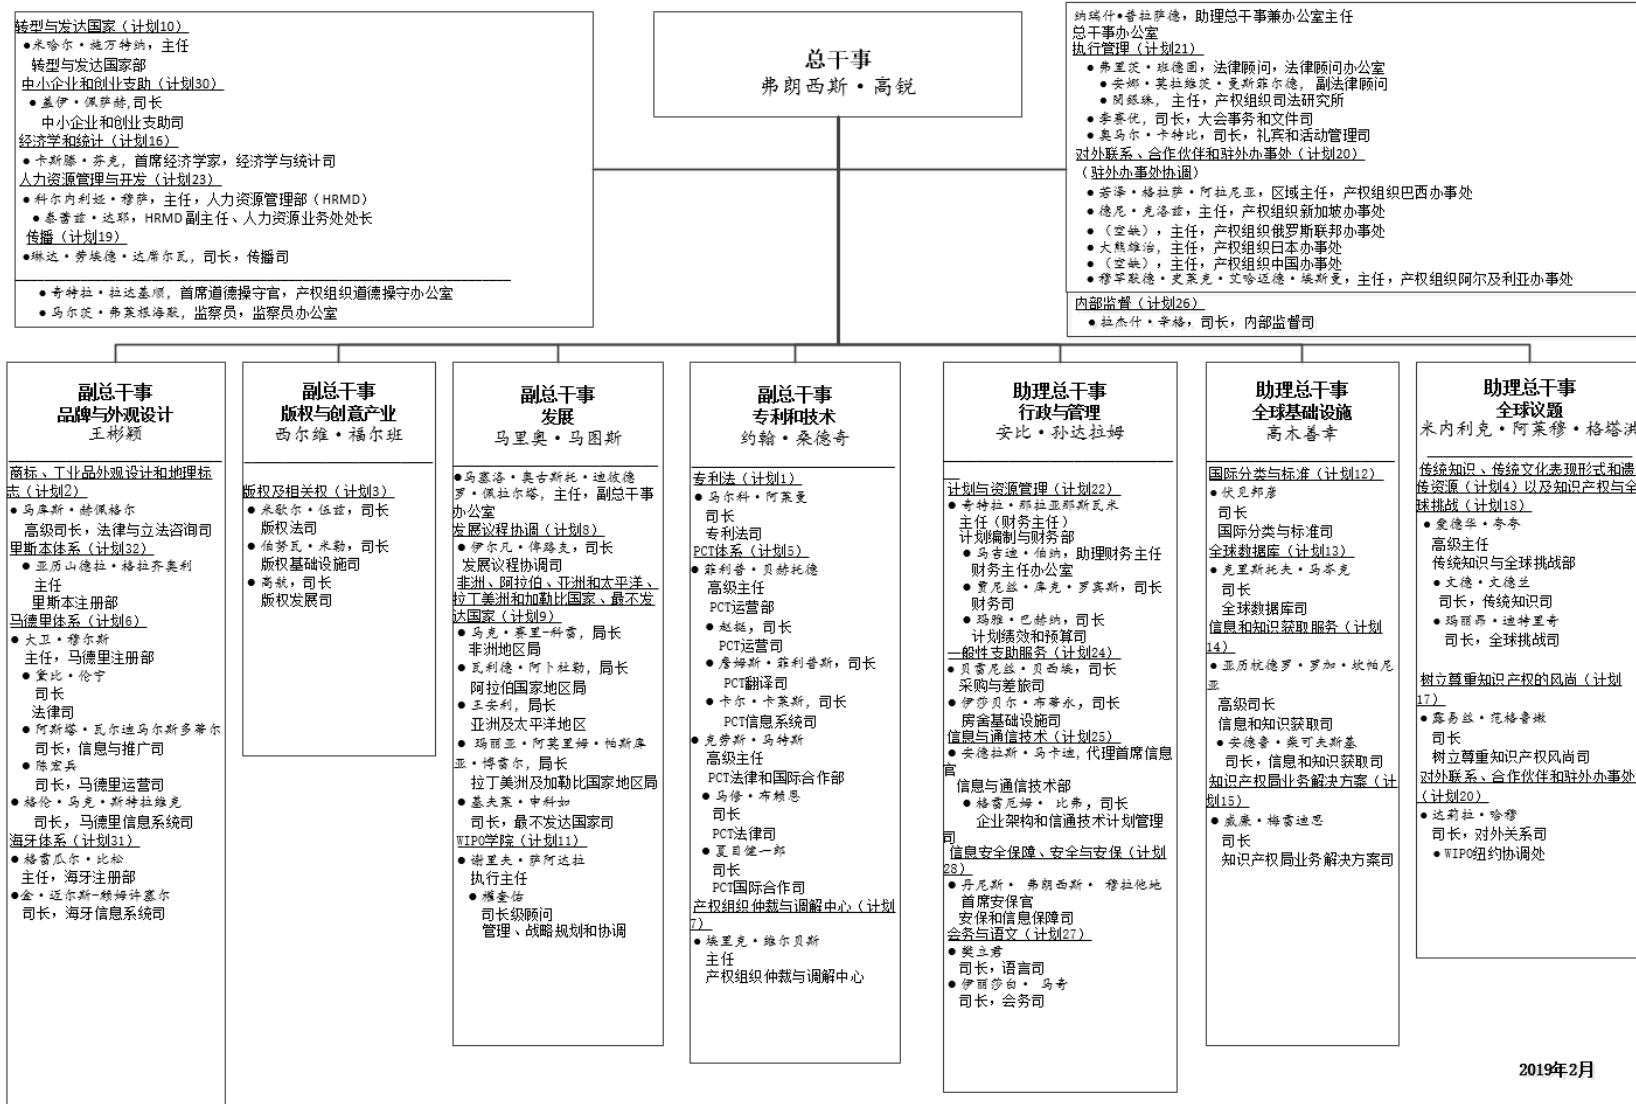 总干事
弗朗西斯·高锐
转型与发达国家（计划10）
●米哈尔·施万特纳，主任
转型与发达国家部
中小企业和创业支助（计划30）
●盖伊·佩萨赫,司长
中小企业和创业支助司
经济学和统计（计划16）
●卡斯滕·芬克，首席经济学家，经济学与统计司
人力资源管理与开发（计划23）
●科尔内利娅·穆萨，主任，人力资源管理部（HRMD）
●泰蕾兹·达耶，HRMD副主任、人力资源业务处处长
传播（计划19）
●琳达·劳埃德·达席尔瓦，司长，传播司
●奇特拉·拉达基顺，首席道德操守官，产权组织道德操守办公室
●马尔茨·弗莱根海默，监察员，监察员办公室
纳瑞什•普拉萨德，助理总干事兼办公室主任
总干事办公室
执行管理（计划21）
●弗里茨·班德固，法律顾问，法律顾问办公室
●安娜·莫拉维茨·曼斯菲尔德，副法律顾问
●闵銀珠，主任，产权组织司法研究所
●李赛优，司长，大会事务和文件司
●奥马尔·卡特比，司长，礼宾和活动管理司
对外联系、合作伙伴和驻外办事处（计划20）
（驻外办事处协调）
●若泽·格拉萨·阿拉尼亚，区域主任，产权组织巴西办事处
●德尼·克洛兹，主任，产权组织新加坡办事处
●（空缺），主任，产权组织俄罗斯联邦办事处
●大熊雄治，主任，产权组织日本办事处
●（空缺），主任，产权组织中国办事处
●穆罕默德·史莱克·艾哈迈德·埃斯曼，主任，产权组织阿尔及利亚办事处
内部监督（计划26）
●拉杰什·辛格，司长，内部监督司
副总干事
品牌与外观设计
王彬颖
商标、工业品外观设计和地理标
志（计划2）
●马库斯·赫佩格尔
高级司长，法律与立法咨询司
里斯本体系（计划32）
●亚历山德拉·格拉齐奥利
主任
里斯本注册部
马德里体系（计划6）
●大卫·穆尔斯
主任，马德里注册部
●黛比·伦宁
司长
法律司
●阿斯塔·瓦尔迪马尔斯多蒂尔
司长，信息与推广司
●陈宏兵
司长，马德里运营司
●格伦·马克·斯特拉维克
司长，马德里信息系统司
海牙体系（计划31）
●格雷瓜尔·比松
主任，海牙注册部
●金·迈尔斯-赖姆许塞尔
司长，海牙信息系统司
副总干事
版权与创意产业
西尔维·福尔班
版权及相关权（计划3）
●米歇尔·伍兹，司长
版权法司
●伯努瓦·米勒，司长
版权基础设施司
●高航，司长
版权发展司
副总干事
发展
马里奥·马图斯
●马塞洛·奥古斯托·迪彼德
罗·佩拉尔塔，主任，副总干事
办公室
发展议程协调（计划8）
●伊尔凡·俾路支，司长
发展议程协调司
非洲、阿拉伯、亚洲和太平洋、
拉丁美洲和加勒比国家、最不发
达国家（计划9）
●马克·赛里-科雷，局长
非洲地区局
●瓦利德·阿卜杜勒，局长
阿拉伯国家地区局
●王安利，局长
亚洲及太平洋地区
●玛丽亚·阿莫里姆·帕斯库
亚·博雷尔，局长
拉丁美洲及加勒比国家地区局
●基夫莱·申科如
司长，最不发达国家司
WIPO学院（计划11）
●谢里夫·萨阿达拉
执行主任
●權奎佑
司长级顾问
管理、战略规划和协调
副总干事
专利和技术
约翰·桑德奇
专利法（计划1）
●马尔科·阿莱曼
司长
专利法司
PCT体系（计划5）
●菲利普·贝赫托德
高级主任
PCT运营部
●赵挺，司长
PCT运营司
●詹姆斯·菲利普斯，司长
PCT翻译司
●卡尔·卡莱斯，司长
PCT信息系统司
●克劳斯·马特斯
高级主任
PCT法律和国际合作部
●马修·布赖恩
司长
PCT法律司
●夏目健一郎
司长
PCT国际合作司
产权组织仲裁与调解中心（计划
7）
●埃里克·维尔贝斯
主任
产权组织仲裁与调解中心
助理总干事
行政与管理
安比·孙达拉姆
计划与资源管理（计划22）
●奇特拉·那拉亚那斯瓦米
主任（财务主任）
计划编制与财务部
●马吉迪·伯纳，助理财务主任
财务主任办公室
●贾尼丝·库克·罗宾斯，司长
财务司
●玛雅·巴赫纳，司长
计划绩效和预算司
一般性支助服务（计划24）
●贝雷尼丝·贝西埃，司长
采购与差旅司
●伊莎贝尔·布蒂永，司长
房舍基础设施司
信息与通信技术（计划25）
●安德拉斯·马卡迪，代理首席信息
官
信息与通信技术部
●格雷厄姆· 比弗，司长
企业架构和信通技术计划管理
司
信息安全保障、安全与安保（计划
28）
●丹尼斯· 弗朗西斯· 穆拉他地
首席安保官
安保和信息保障司
会务与语文（计划27）
●樊立君
司长，语言司
●伊丽莎白· 马奇
司长，会务司
助理总干事
全球基础设施
高木善幸
国际分类与标准（计划12）
●伏见邦彦
司长
国际分类与标准司
全球数据库（计划13）
●克里斯托夫·马岑克
司长
全球数据库司
信息和知识获取服务（计划
14）
●亚历杭德罗·罗加·坎帕尼
亚
高级司长
信息和知识获取司
●安德鲁·柴可夫斯基
司长，信息和知识获取司
知识产权局业务解决方案（计
划15）
●威廉·梅雷迪思
司长
知识产权局业务解决方案司
助理总干事
全球议题
米内利克·阿莱穆·格塔洪
传统知识、传统文化表现形式和遗
传资源（计划4）以及知识产权与全
球挑战（计划18）
●爱德华·夸夸
高级主任
传统知识与全球挑战部
●文德·文德兰
司长，传统知识司
●玛丽昂·迪特里奇
司长，全球挑战司
树立尊重知识产权的风尚（计划
17）
●露易丝·范格鲁嫩
司长
树立尊重知识产权风尚司
对外联系、合作伙伴和驻外办事处
（计划20）
●达莉拉·哈穆
司长，对外关系司
●WIPO纽约协调处
2019年2月